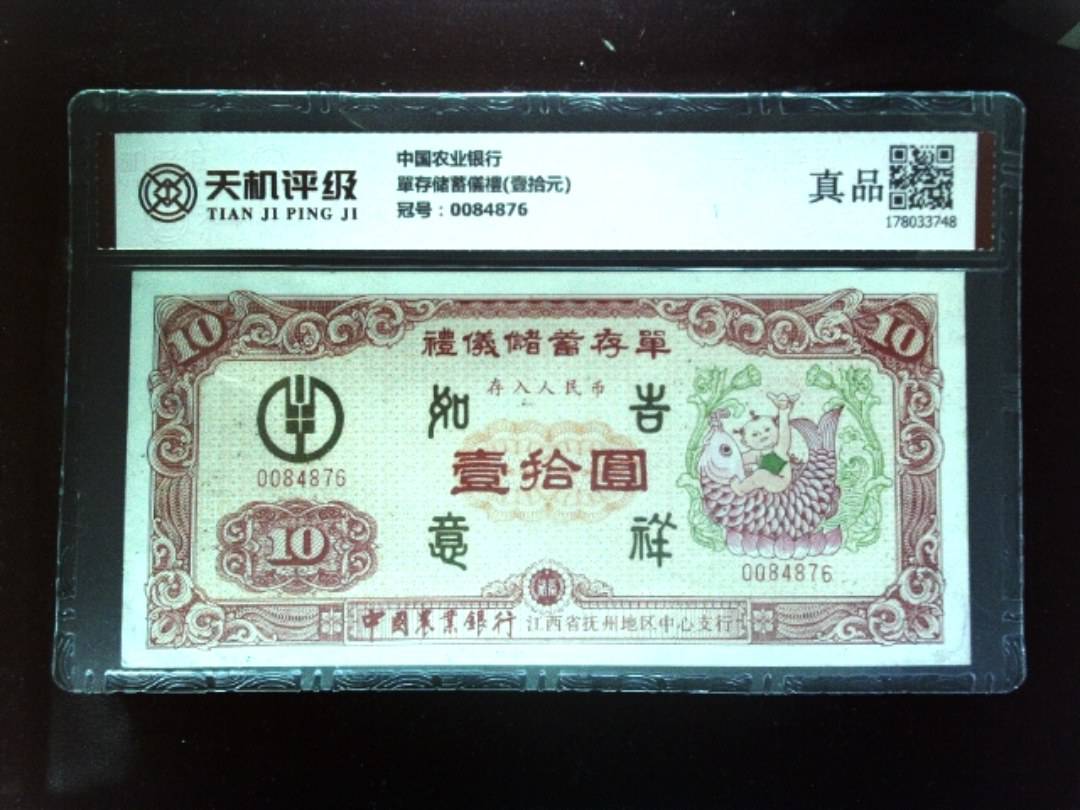 天机评级
TIAN JI PING JI
中国农业银行
單存储蓄儀禮(壹拾元)
冠号：0084876
真品
178033748
10
10
禮儀儲蓄存單
存入人民币
如 吉
壹拾圓
意 祥
0084876
10
0084876
中國農業銀行 江西省抚州地区中心支行